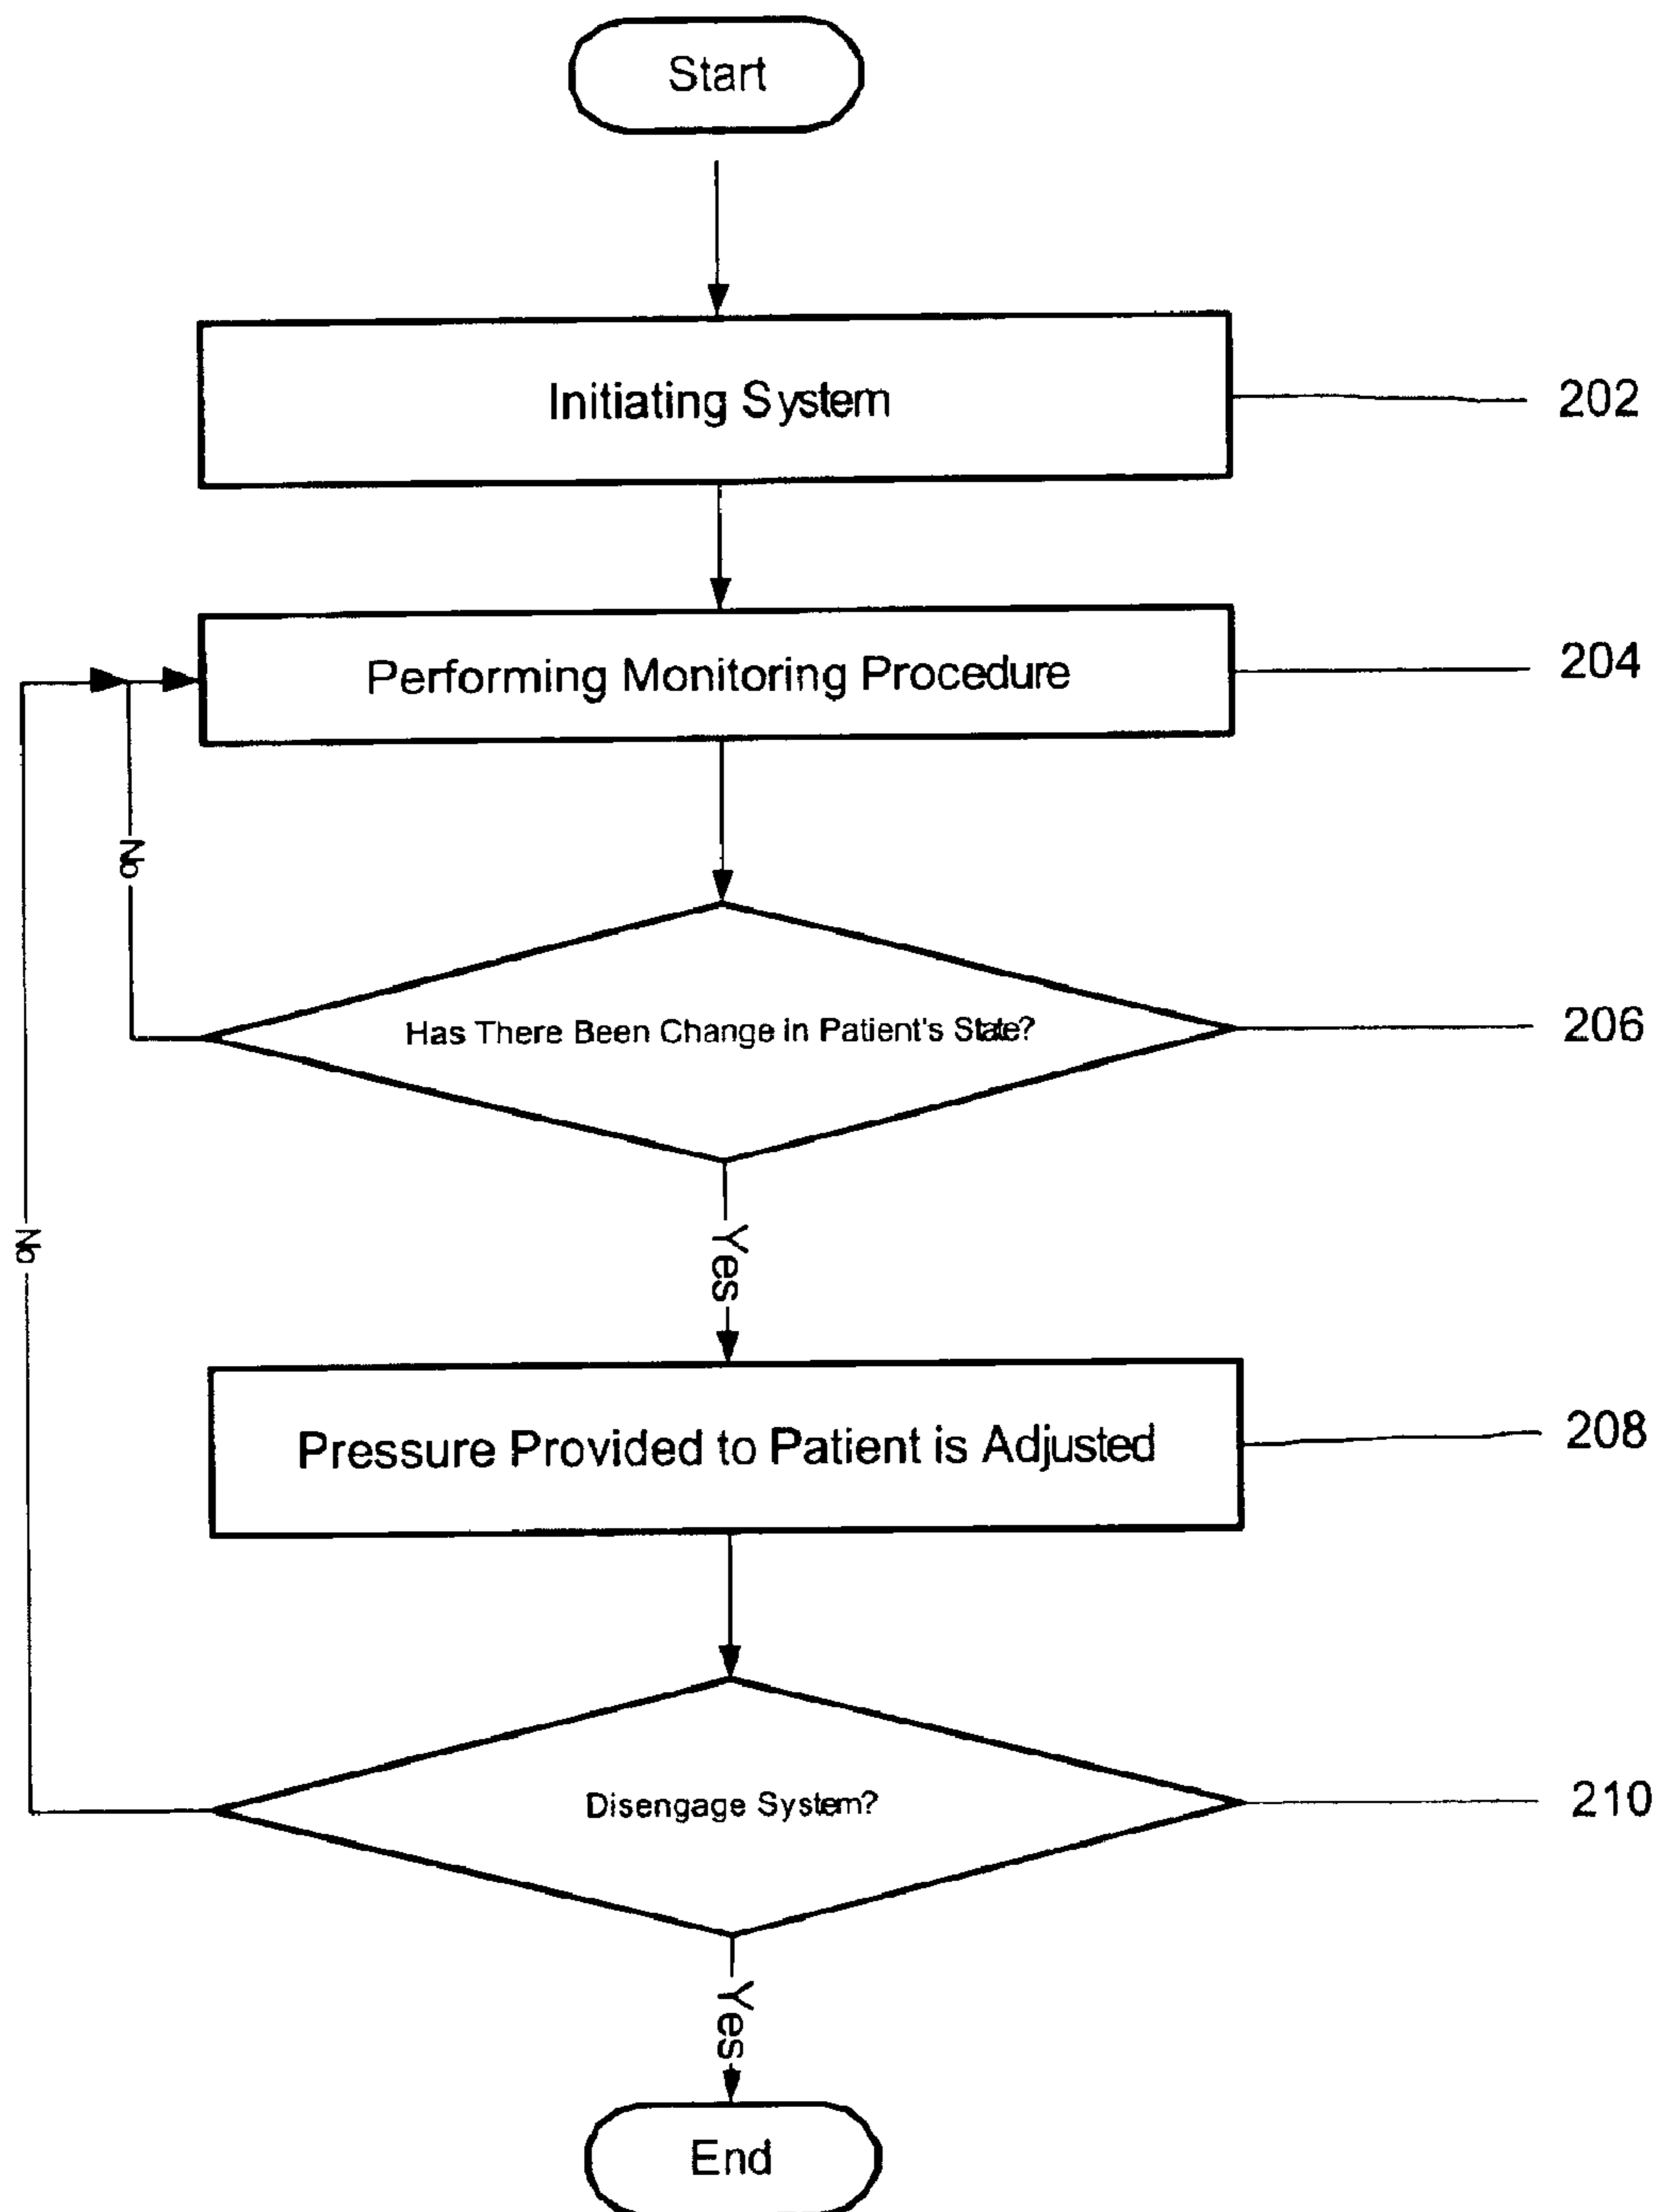 Start
Initiating System
202
Performing Monitoring Procedure
204
No
Has There Been Change in Patient's State?
206
Yes
No
Pressure Provided to Patient is Adjusted
208
Disengage System?
210
Yes
End